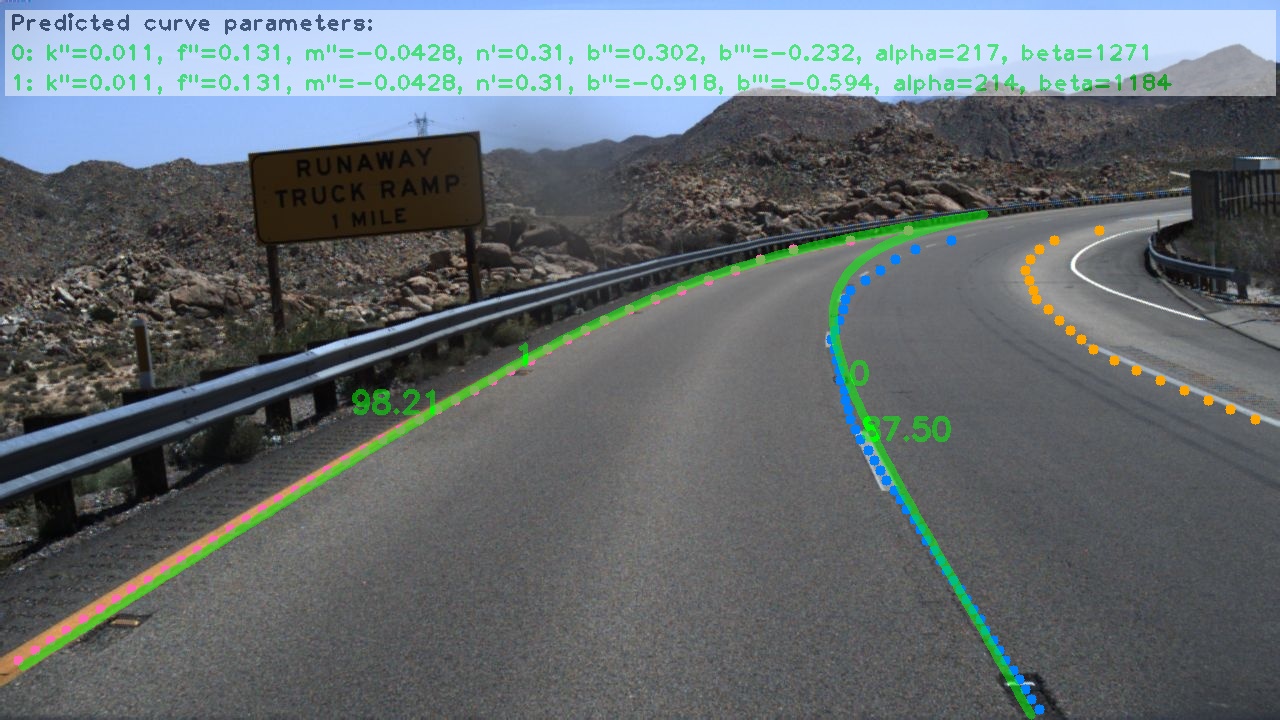 Predicted curve parameters:
0: k"=0.011, f"=0.131, m"=-0.0428, n'=0.31, b"=0.302, b'''=-0.232, alpha=217, beta=1271
1: k"=0.011, f"=0.131, m"=-0.0428, n'=0.31, b"=-0.918, b'''=-0.594, alpha=214, beta=1184
RUNAWAY
TRUCK RAMP
1 MILE
1
0
98.21
87.50